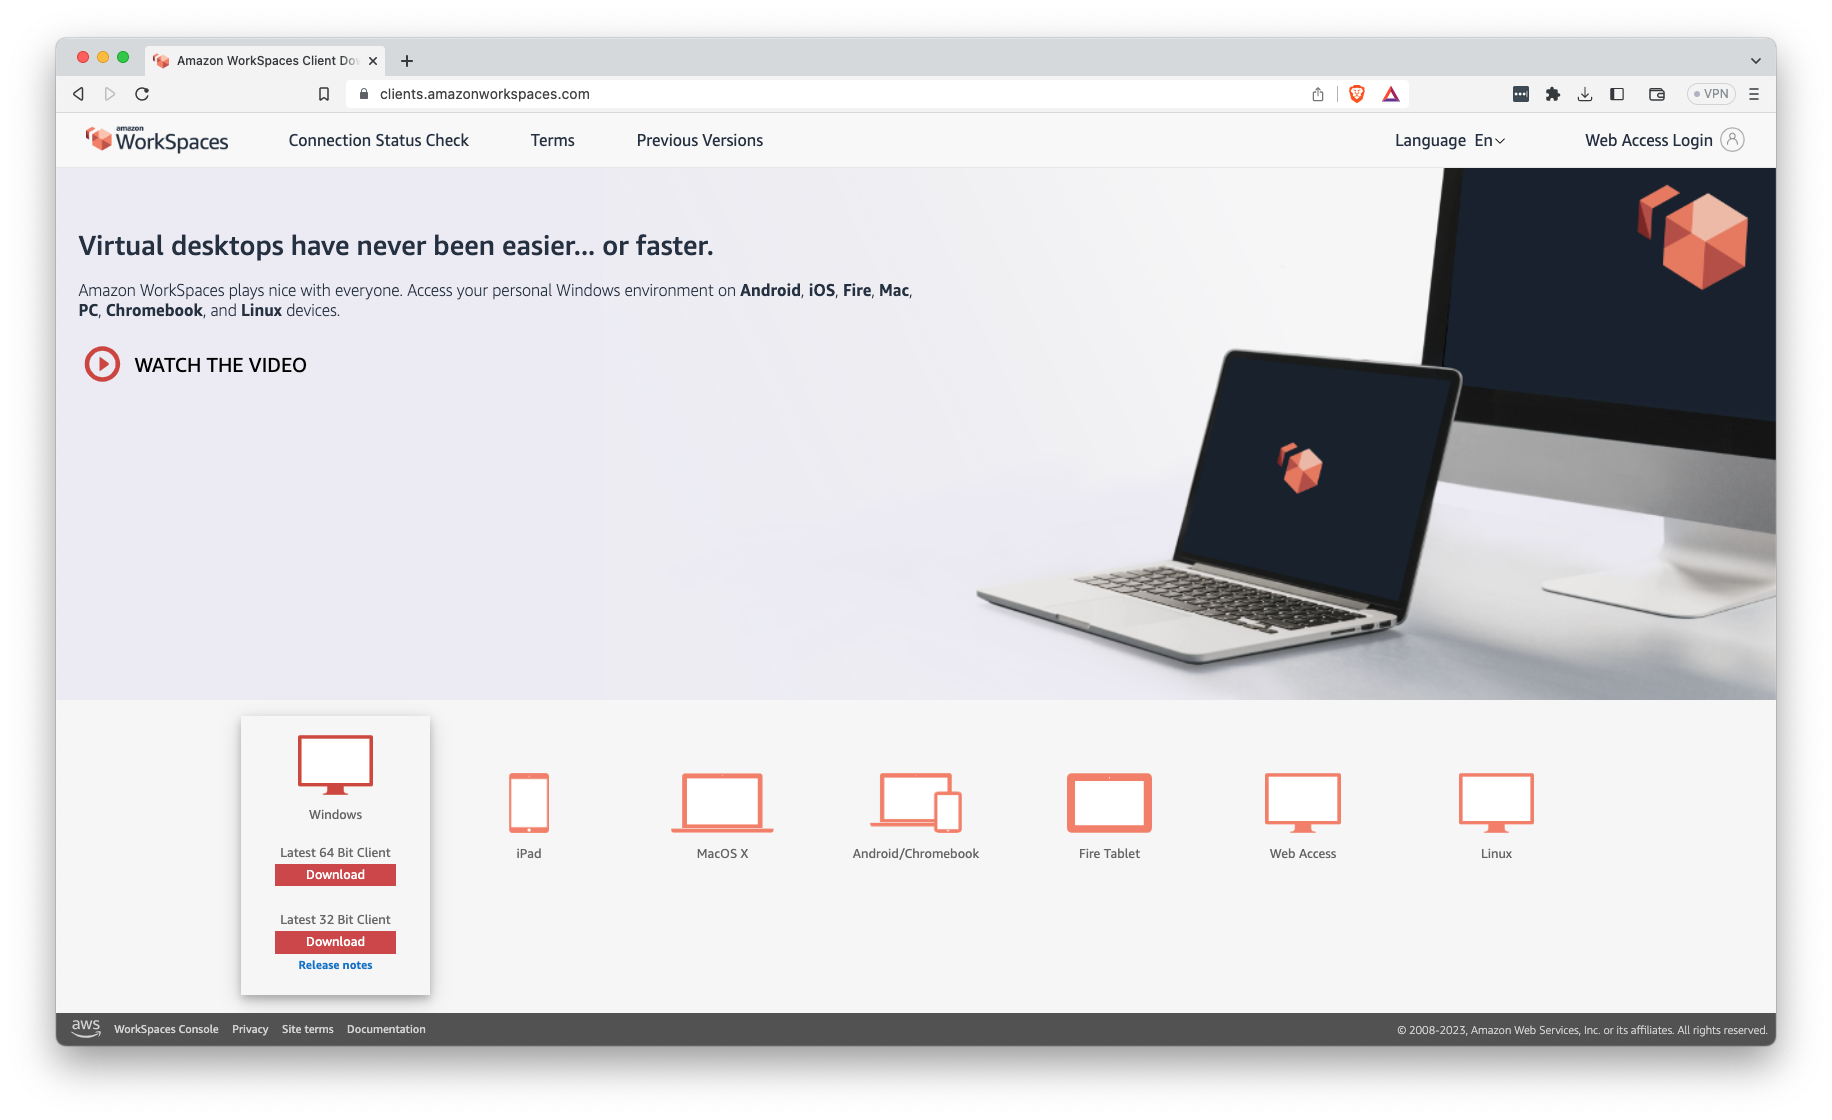 Amazon WorkSpaces Client Do
clients.amazonworkspaces.com
VPN
amazon
WorkSpaces
Connection Status Check
Terms
Previous Versions
Language En
Web Access Login
Virtual desktops have never been easier... or faster.
Amazon WorkSpaces plays nice with everyone. Access your personal Windows environment on Android, iOS, Fire, Mac,
PC, Chromebook, and Linux devices.
WATCH THE VIDEO
Windows
Latest 64 Bit Client
Download
Latest 32 Bit Client
Download
Release notes
iPad
MacOS X
Android/Chromebook
Fire Tablet
Web Access
Linux
aws
WorkSpaces Console
Privacy
Site terms
Documentation
© 2008-2023, Amazon Web Services, Inc. or its affiliates. All rights reserved.